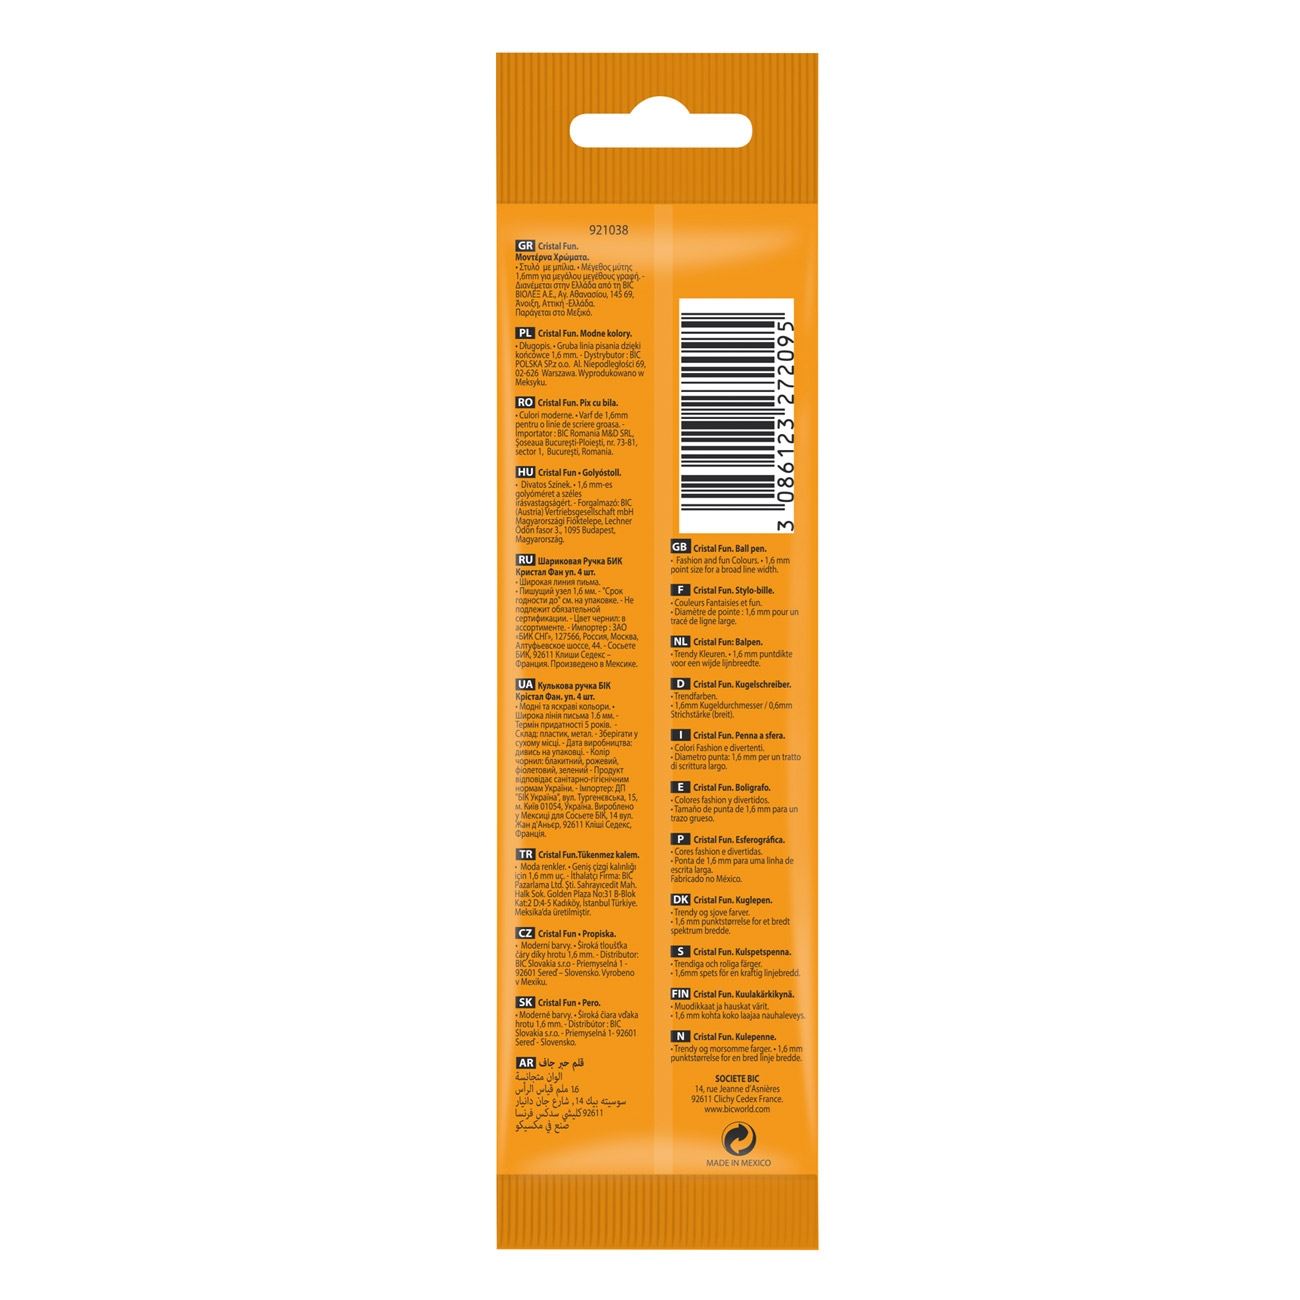 921038
GR Cristal Fun.
Μοντέρνα Χρώματα.
• Στυλό με μπίλια. • Μέγεθος μύτης
1,6mm για μεγάλου μεγέθους γραφή. -
Διανέμεται στην Ελλάδα από τη BIC
ΒΙΟΛΕΞ Α.Ε., Αγ. Αθανασίου, 145 69,
Άνοιξη, Αττική -Ελλάδα.
Παράγεται στο Μεξικό.
PL Cristal Fun. Modne kolory.
• Długopis. • Gruba linia pisania dzięki
końcówce 1,6 mm. - Dystrybutor : BIC
POLSKA SP.z o.o. Al. Niepodległości 69,
02-626 Warszawa. Wyprodukowano w
Meksyku.
RO Cristal Fun. Pix cu bila.
• Culori moderne. • Varf de 1,6mm
pentru o linie de scriere groasa. -
Importator : BIC Romania M&D SRL,
Şoseaua Bucureşti-Ploieşti, nr. 73-81,
sector 1, Bucureşti, Romania.
HU Cristal Fun • Golyóstoll.
• Divatos Színek. • 1,6 mm-es
golyóméret a széles
írásvastagságért. - Forgalmazó: BIC
(Austria) Vertriebsgesellschaft mbH
Magyarországi Fióktelepe, Lechner
Ödön fasor 3., 1095 Budapest,
Magyarország.
RU Шариковая Ручка БИК
Кристал Фан уп. 4 шт.
• Широкая линия пиьма.
• Пишущий узел 1,6 мм. - "Срок
годности до" см. на упаковке. - Не
подлежит обязательной
сертификации. - Цвет чернил: в
ассортименте. - Импортер : ЗАО
«БИК СНГ», 127566, Россия, Москва,
Алтуфьевское шоссе, 44. - Сосьете
БИК, 92611 Клиши Седекс –
Франция. Произведено в Мексике.
UA Кулькова ручка БІК
Крістал Фан. уп. 4 шт.
• Модні та яскраві кольори. •
Широка лінія письма 1.6 мм. -
Термін придатності 5 років. -
Склад: пластик, метал. - Зберігати у
сухому місці. - Дата виробництва:
дивись на упаковці. - Колір
чорнил: блакитний, рожевий,
фіолетовий, зелений - Продукт
відповідає санітарно-гігієнічним
нормам України. - Імпортер: ДП
"БІК Україна", вул. Тургенєвська, 15,
м. Київ 01054, Україна. Вироблено
у Мексиці для Сосьете БІК, 14 вул.
Жан д'Аньєр, 92611 Кліші Седекс,
Франція.
TR Cristal Fun.Tükenmez kalem.
• Moda renkler. • Geniş çizgi kalınlığı
için 1,6 mm uç. - İthalatçı Firma: BIC
Pazarlama Ltd. Şti. Sahrayıcedit Mah.
Halk Sok. Golden Plaza No:31 B-Blok
Kat:2 D:4-5 Kadıköy, İstanbul Türkiye.
Meksika'da üretilmiştir.
CZ Cristal Fun • Propiska.
• Moderní barvy. • Široká tloušťka
čáry díky hrotu 1,6 mm. - Distributor:
BIC Slovakia s.r.o - Priemyselná 1 -
92601 Sereď – Slovensko. Vyrobeno
v Mexiku.
SK Cristal Fun • Pero.
• Moderné barvy. • Široká čiara vďaka
hrotu 1,6 mm. - Distribútor : BIC
Slovakia s.r.o. - Priemyselná 1- 92601
Sereď - Slovensko.
AR قلم حبر جاف
الوان متجانسة
1.6 ملم قياس الرأس
سوسيته بيك 14, شارع جان دانيار
92611 كليشي سدكس فرنسا
صنع في مكسيكو
3 086123 272095
GB Cristal Fun. Ball pen.
• Fashion and fun Colours. • 1,6 mm
point size for a broad line width.
F Cristal Fun. Stylo-bille.
• Couleurs Fantaisies et fun.
• Diamètre de pointe : 1,6 mm pour un
tracé de ligne large.
NL Cristal Fun: Balpen.
• Trendy Kleuren. • 1,6 mm puntdikte
voor een wijde lijnbreedte.
D Cristal Fun. Kugelschreiber.
• Trendfarben.
• 1,6mm Kugeldurchmesser / 0,6mm
Strichstärke (breit).
I Cristal Fun. Penna a sfera.
• Colori Fashion e divertenti.
• Diametro punta: 1,6 mm per un tratto
di scrittura largo.
E Cristal Fun. Boligrafo.
• Colores fashion y divertidos.
• Tamaño de punta de 1,6 mm para un
trazo grueso.
P Cristal Fun. Esferográfica.
• Cores fashion e divertidas.
• Ponta de 1,6 mm para uma linha de
escrita larga.
Fabricado no México.
DK Cristal Fun. Kuglepen.
• Trendy og sjove farver.
• 1,6 mm punktstørrelse for et bredt
spektrum bredde.
S Cristal Fun. Kulspetspenna.
• Trendiga och roliga färger.
• 1,6mm spets för en kraftig linjebredd.
FIN Cristal Fun. Kuulakärkikynä.
• Muodikkaat ja hauskat värit.
• 1,6 mm kohta koko laajaa nauhaleveys.
N Cristal Fun. Kulepenne.
• Trendy og morsomme farger. • 1,6 mm
punktstørrelse for en bred linje bredde.
SOCIETE BIC
14, rue Jeanne d'Asnières
92611 Clichy Cedex France.
www.bicworld.com
MADE IN MEXICO